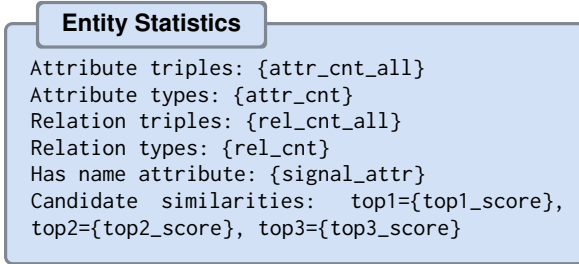 Entity Statistics
Attribute triples: {attr_cnt_all}
Attribute types: {attr_cnt}
Relation triples: {rel_cnt_all}
Relation types: {rel_cnt}
Has name attribute: {signal_attr}
Candidate similarities: top1={top1_score},
top2={top2_score}, top3={top3_score}